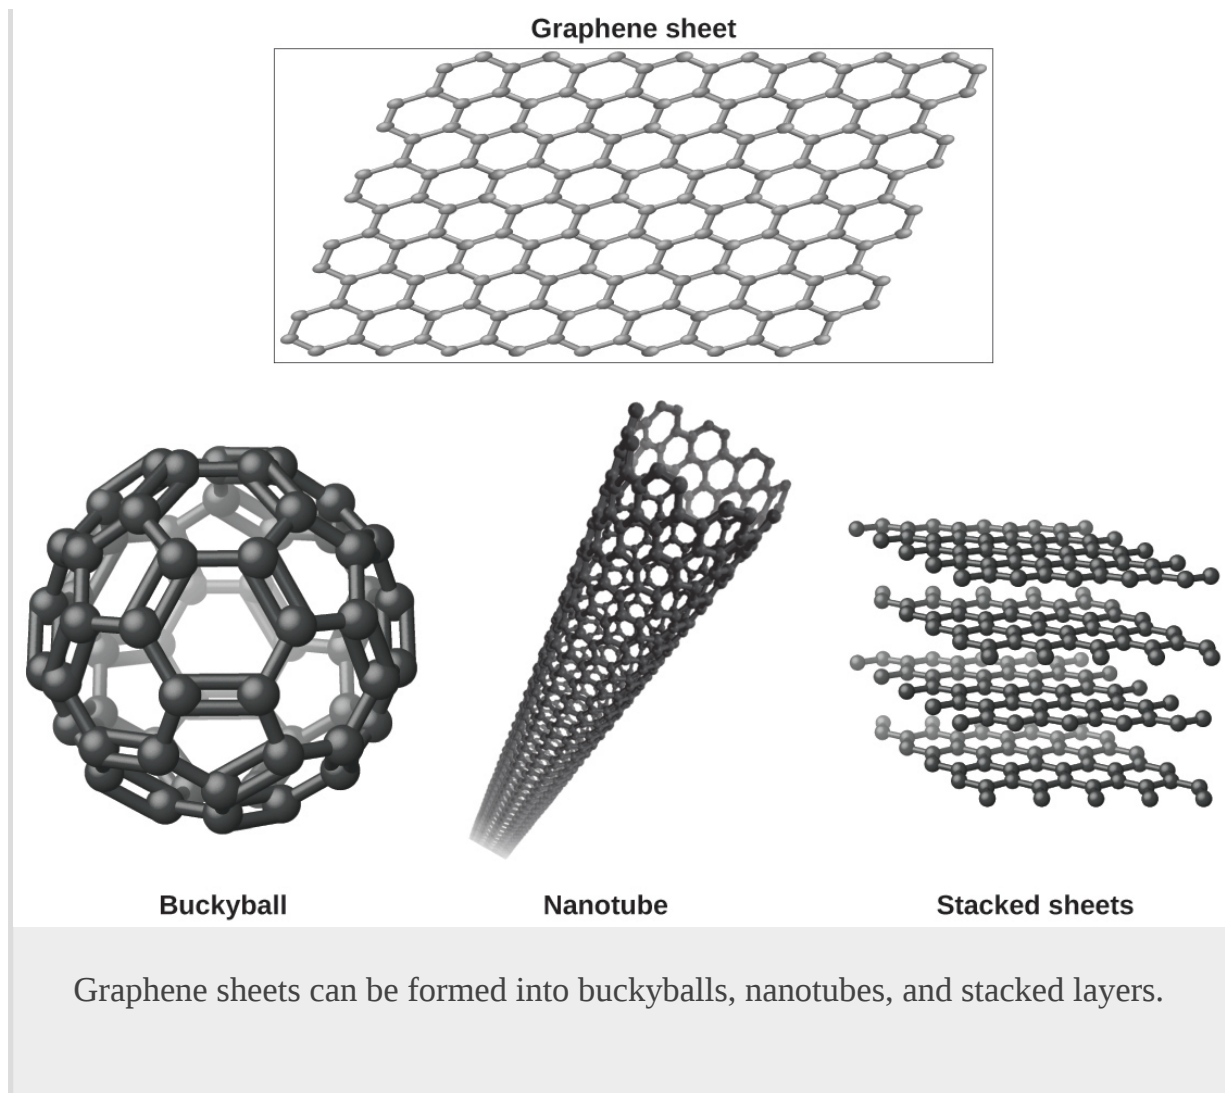 Graphene sheet
Buckyball
Nanotube
Stacked sheets
Graphene sheets can be formed into buckyballs, nanotubes, and stacked layers.